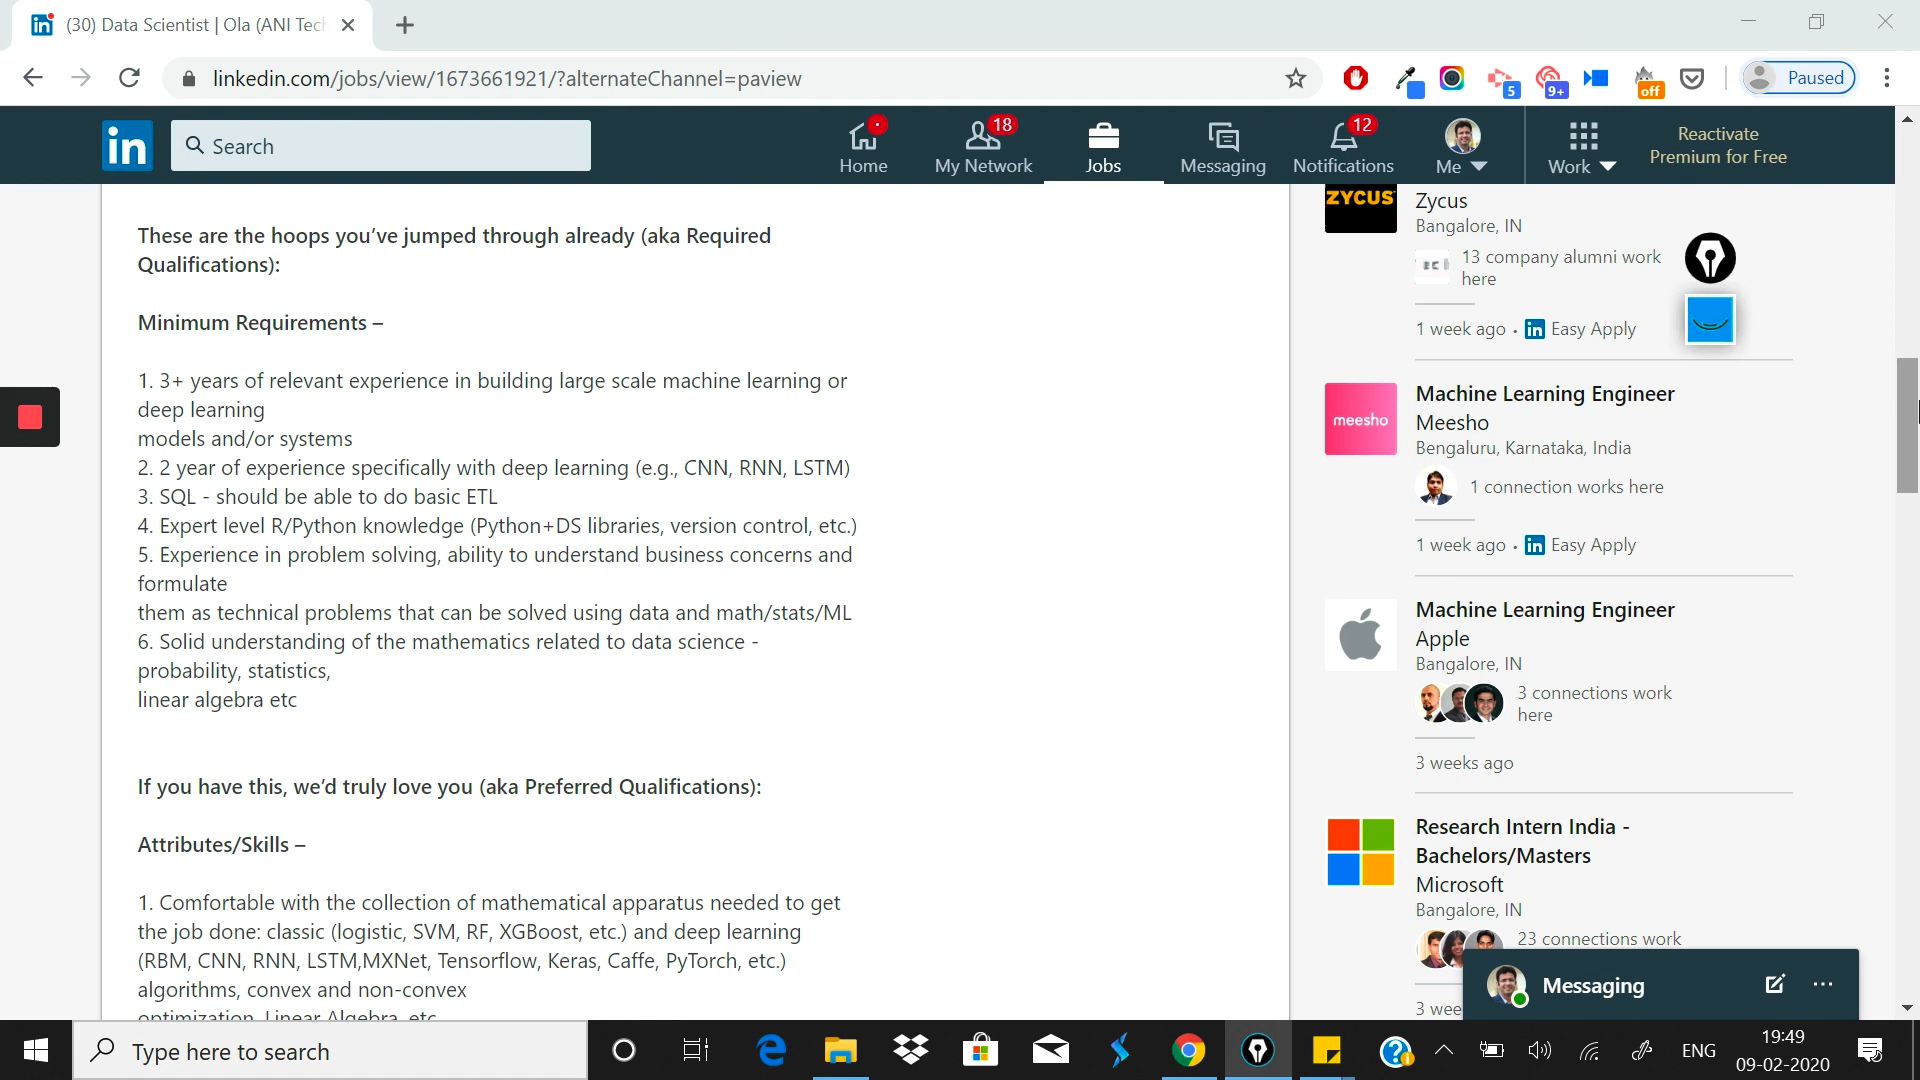 (30) Data Scientist | Ola (ANI Tech
linkedin.com/jobs/view/1673661921/?alternateChannel=paview
5
9+
off
Paused
in
Search
Home
18
My Network
Jobs
Messaging
12
Notifications
Me
Work
Reactivate
Premium for Free
These are the hoops you've jumped through already (aka Required
Qualifications):
Minimum Requirements –
1. 3+ years of relevant experience in building large scale machine learning or
deep learning
models and/or systems
2. 2 year of experience specifically with deep learning (e.g., CNN, RNN, LSTM)
3. SQL - should be able to do basic ETL
4. Expert level R/Python knowledge (Python+DS libraries, version control, etc.)
5. Experience in problem solving, ability to understand business concerns and
formulate
them as technical problems that can be solved using data and math/stats/ML
6. Solid understanding of the mathematics related to data science -
probability, statistics,
linear algebra etc
If you have this, we'd truly love you (aka Preferred Qualifications):
Attributes/Skills –
1. Comfortable with the collection of mathematical apparatus needed to get
the job done: classic (logistic, SVM, RF, XGBoost, etc.) and deep learning
(RBM, CNN, RNN, LSTM,MXNet, Tensorflow, Keras, Caffe, PyTorch, etc.)
algorithms, convex and non-convex
optimization, Linear Algebra, etc.
ZYCUS
Zycus
Bangalore, IN
13 company alumni work
here
1 week ago · in Easy Apply
meesho
Machine Learning Engineer
Meesho
Bengaluru, Karnataka, India
1 connection works here
1 week ago · in Easy Apply
Machine Learning Engineer
Apple
Bangalore, IN
3 connections work
here
3 weeks ago
Research Intern India -
Bachelors/Masters
Microsoft
Bangalore, IN
23 connections work
3 wee
Messaging
Type here to search
ENG
19:49
09-02-2020